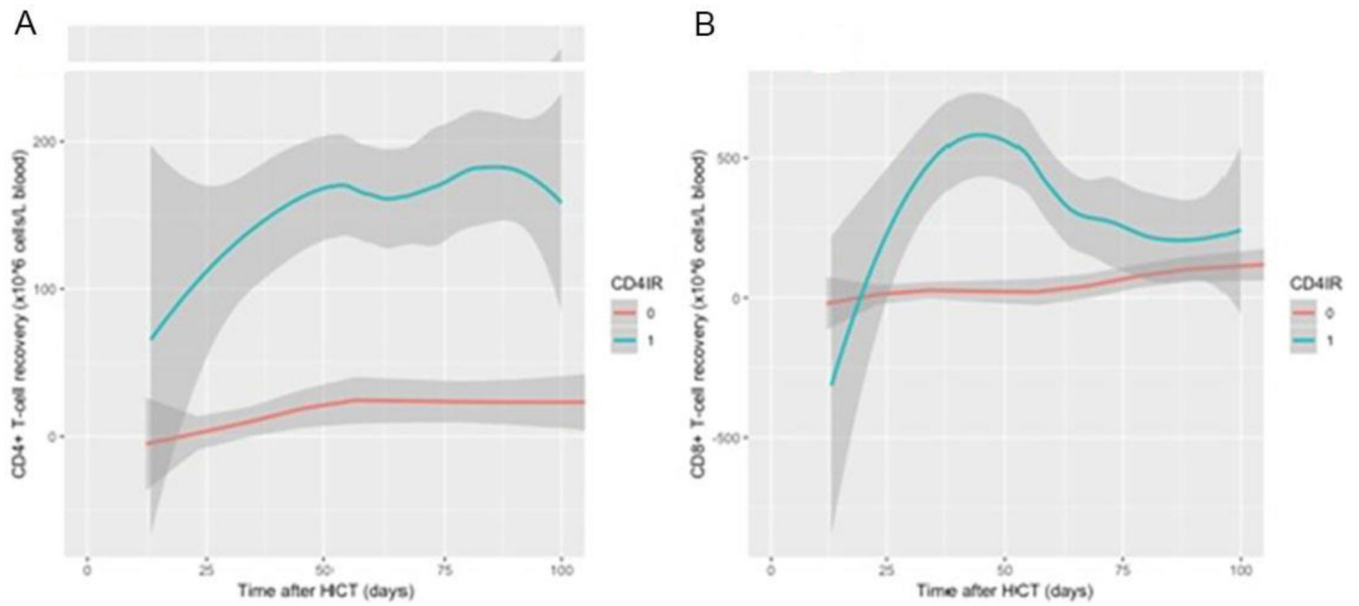 A
CD4+ T-cell recovery (x10^6 cells/L blood)
200
100
0
0
25
50
75
100
Time after HICT (days)
CD4IR
0
1
B
CD8+ T-cell recovery (x10^6 cells/L blood)
500
0
-500
0
25
50
75
100
Time after HCT (days)
CD4IR
0
1